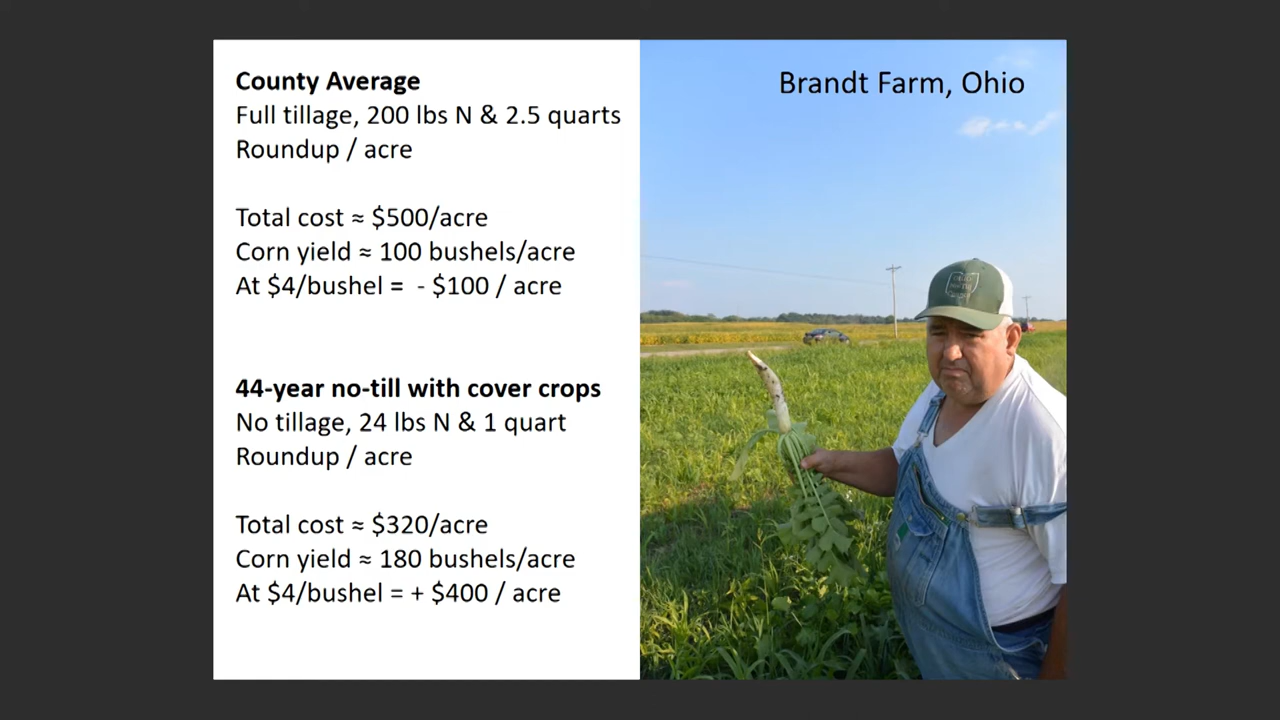 County Average
Full tillage, 200 lbs N & 2.5 quarts
Roundup / acre
Total cost ≈ $500/acre
Corn yield ≈ 100 bushels/acre
At $4/bushel = - $100 / acre
44-year no-till with cover crops
No tillage, 24 lbs N & 1 quart
Roundup / acre
Total cost ≈ $320/acre
Corn yield ≈ 180 bushels/acre
At $4/bushel = + $400 / acre
Brandt Farm, Ohio